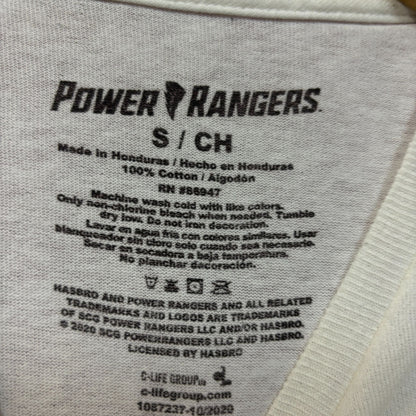 POWER RANGERS.
S / CH
Made in Honduras / Hecho en Honduras
100% Cotton / Algodón
RN #86947
Machine wash cold with like colors.
Only non-chlorine bleach when needed. Tumble
dry low. Do not iron decoration.
Lavar en agua fria con colores similares. Usar
blanqueador sin cloro solo cuando sea necesario.
Secar en secadora a baja temperatura.
No planchar decoración.
HASBRO AND POWER RANGERS AND ALL RELATED
TRADEMARKS AND LOGOS ARE TRADEMARKS
OF SCG POWER RANGERS LLC AND/OR HASBRO.
© 2020 SCG POWERRANGERS LLC AND HASBRO.
LICENSED BY HASBRO
C-LIFE GROUP
c-lifegroup.com
1087237-10/2020